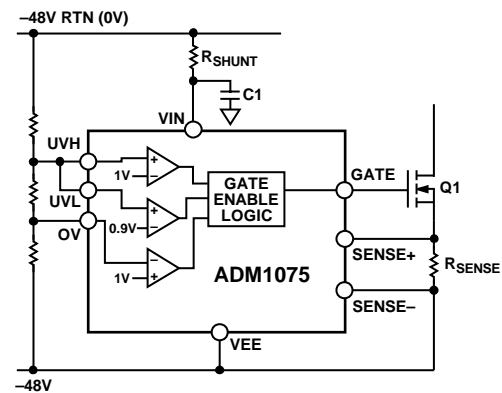 –48V RTN (0V)
RSHUNT
C1
VIN
UVH
UVL
OV
+
–
1V
+
–
0.9V
–
+
1V
GATE
ENABLE
LOGIC
ADM1075
GATE
Q1
SENSE+
RSENSE
SENSE–
VEE
–48V